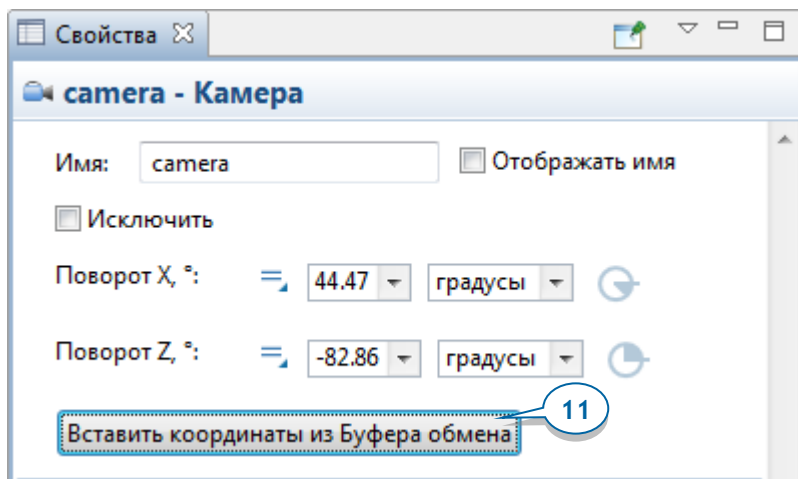 Свойства
camera - Камера
Имя: camera Отображать имя
Исключить
Поворот X, °: 44.47 градусы
Поворот Z, °: -82.86 градусы
11
Вставить координаты из Буфера обмена